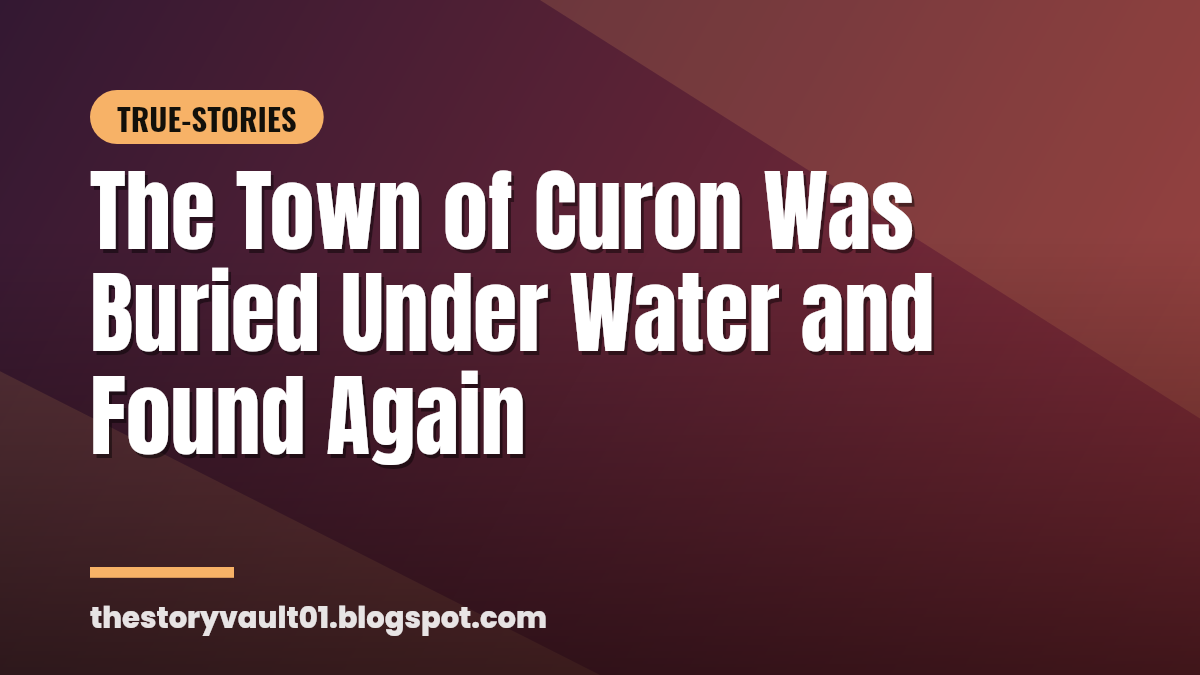 TRUE-STORIES
The Town of Curon Was
Buried Under Water and
Found Again
thestoryvault01.blogspot.com